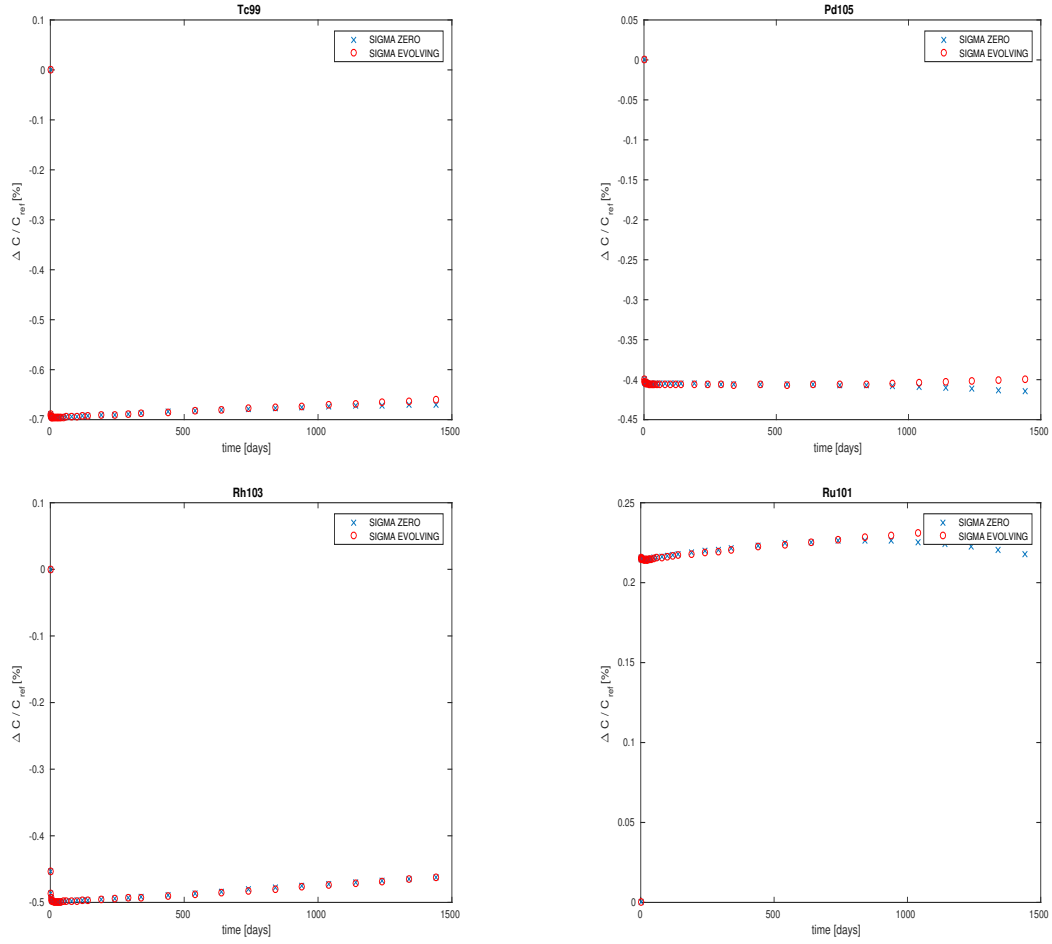 Tc99
0.1
0
-0.1
-0.2
-0.3
-0.4
-0.5
-0.6
-0.7
Δ C / C ref [%]
0
500
1000
1500
time [days]
× SIGMA ZERO
o SIGMA EVOLVING
Pd105
0.05
0
-0.05
-0.1
-0.15
-0.2
-0.25
-0.3
-0.35
-0.4
-0.45
Δ C / C ref [%]
0
500
1000
1500
time [days]
× SIGMA ZERO
o SIGMA EVOLVING
Rh103
0.1
0
-0.1
-0.2
-0.3
-0.4
-0.5
Δ C / C ref [%]
0
500
1000
1500
time [days]
× SIGMA ZERO
o SIGMA EVOLVING
Ru101
0.25
0.2
0.15
0.1
0.05
0
Δ C / C ref [%]
0
500
1000
1500
time [days]
× SIGMA ZERO
o SIGMA EVOLVING